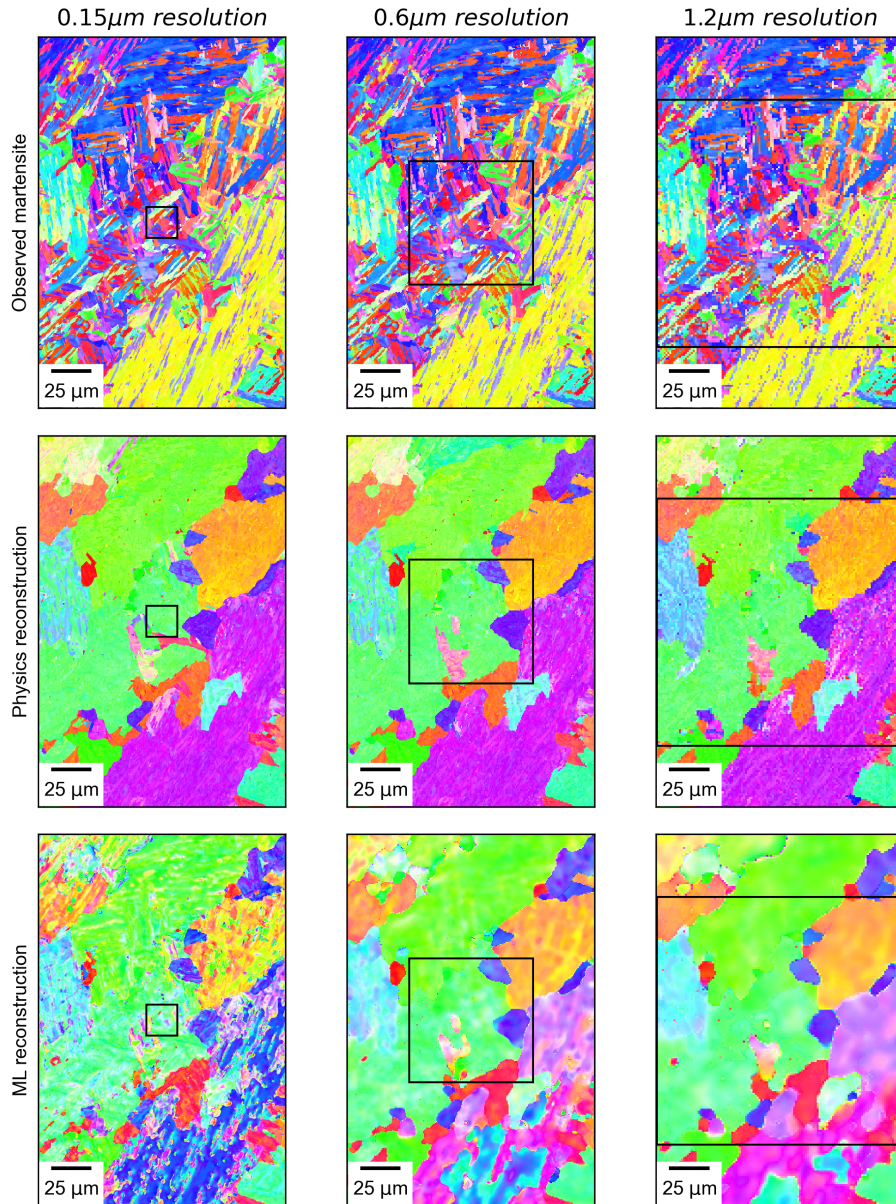 0.15μm resolution
0.6μm resolution
1.2μm resolution
Observed martensite
25 μm
25 μm
25 μm
Physics reconstruction
25 μm
25 μm
25 μm
ML reconstruction
25 μm
25 μm
25 μm